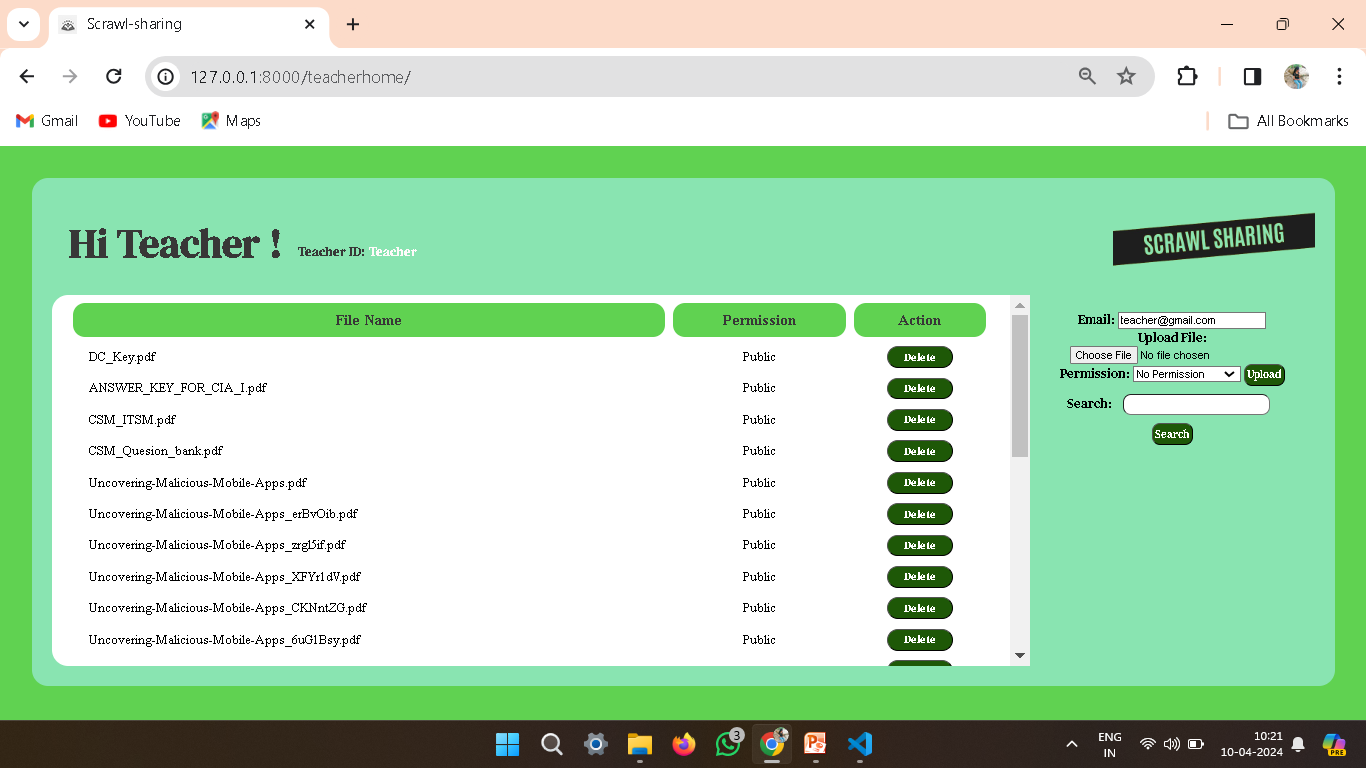 Scrawl-sharing
127.0.0.1:8000/teacherhome/
Gmail YouTube Maps All Bookmarks
Hi Teacher ! Teacher ID: Teacher
SCRAWL SHARING
File Name Permission Action
DC_Key.pdf Public Delete
ANSWER_KEY_FOR_CIA_I.pdf Public Delete
CSM_ITSM.pdf Public Delete
CSM_Quesion_bank.pdf Public Delete
Uncovering-Malicious-Mobile-Apps.pdf Public Delete
Uncovering-Malicious-Mobile-Apps_erBvOib.pdf Public Delete
Uncovering-Malicious-Mobile-Apps_zrgl5if.pdf Public Delete
Uncovering-Malicious-Mobile-Apps_XFYr1dV.pdf Public Delete
Uncovering-Malicious-Mobile-Apps_CKNntZG.pdf Public Delete
Uncovering-Malicious-Mobile-Apps_6uG1Bsy.pdf Public Delete
Email: teacher@gmail.com
Upload File:
Choose File No file chosen
Permission: No Permission Upload
Search:
Search
3
ENG
IN
10:21
10-04-2024
PRE